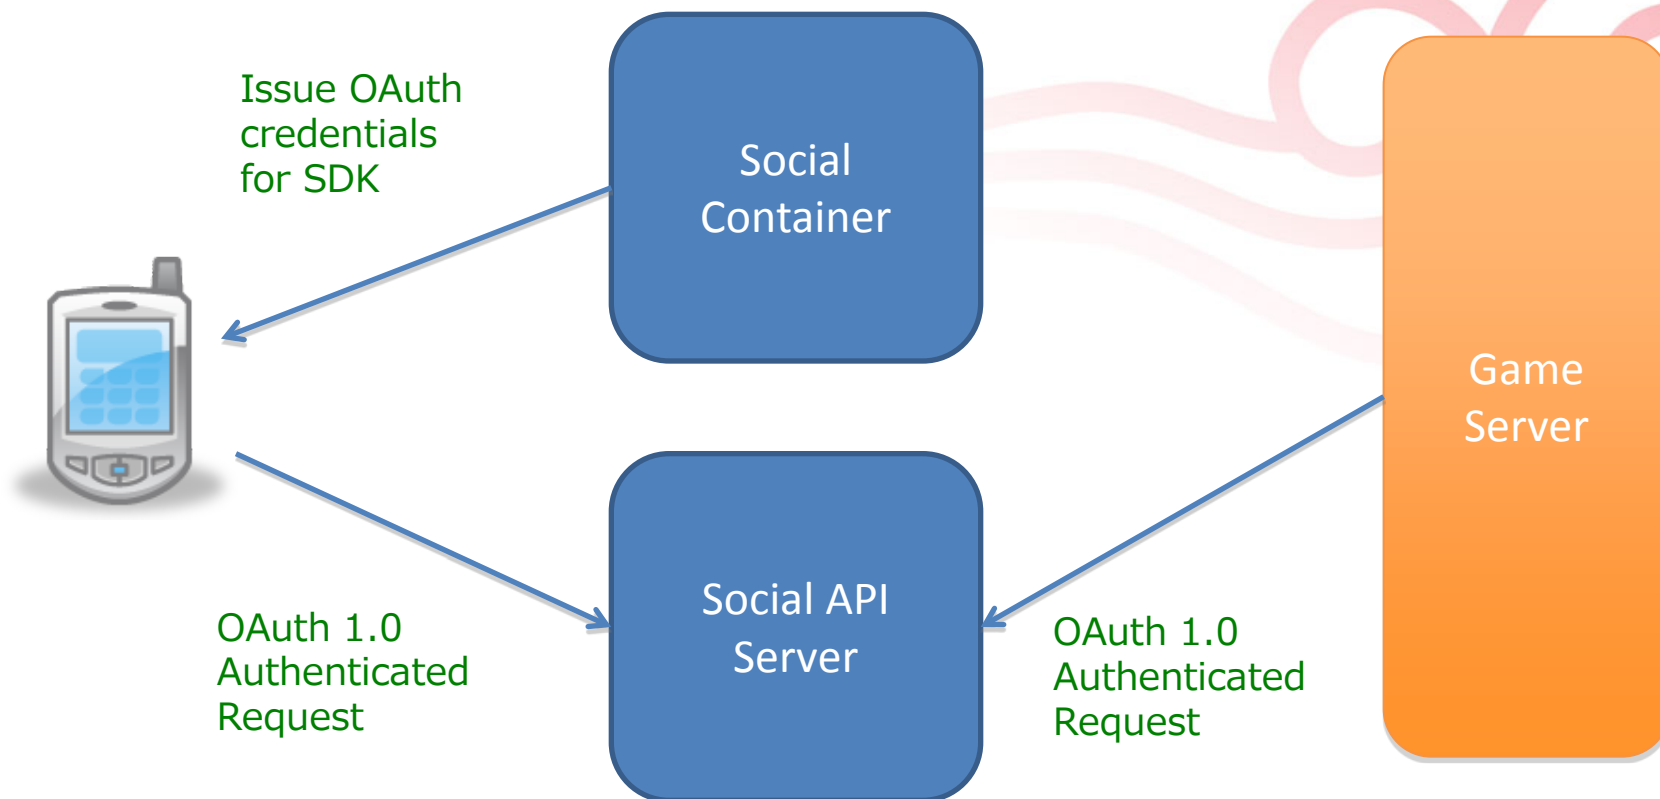 Issue OAuth
credentials
for SDK
Social
Container
Game
Server
Social API
Server
OAuth 1.0
Authenticated
Request
OAuth 1.0
Authenticated
Request